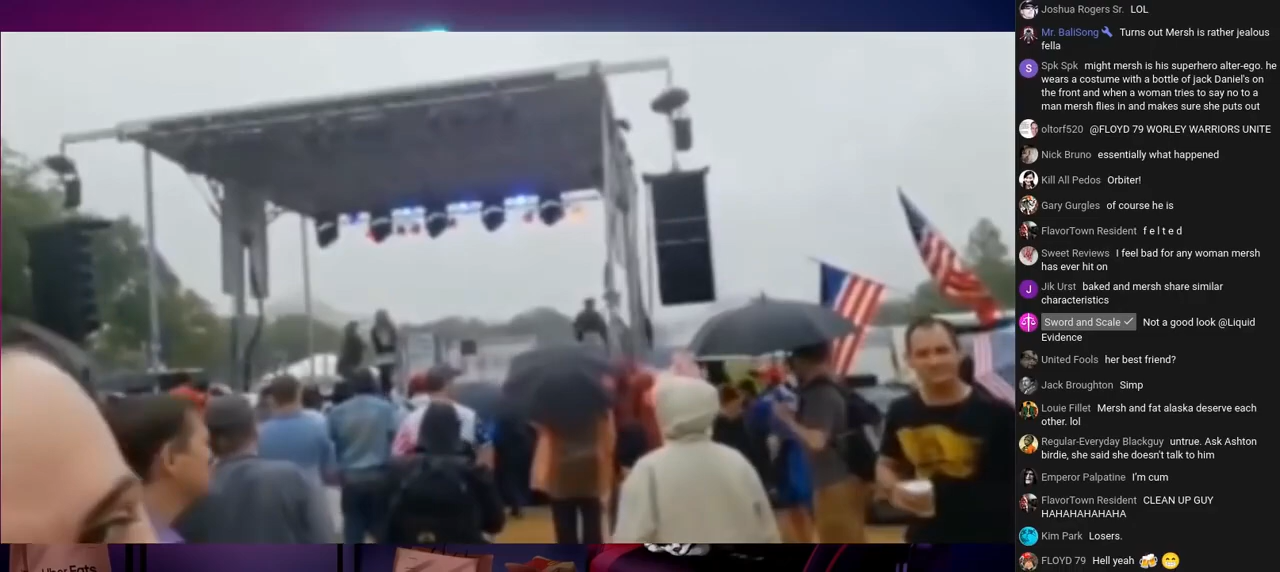 Joshua Rogers Sr. LOL
Mr. BaliSong Turns out Mersh is rather jealous
fella
S Spk Spk might mersh is his superhero alter-ego. he
wears a costume with a bottle of jack Daniel's on
the front and when a woman tries to say no to a
man mersh flies in and makes sure she puts out
oltorf520 @FLOYD 79 WORLEY WARRIORS UNITE
Nick Bruno essentially what happened
Kill All Pedos Orbiter!
Gary Gurgles of course he is
FlavorTown Resident f e l t e d
Sweet Reviews I feel bad for any woman mersh
has ever hit on
J Jik Urst baked and mersh share similar
characteristics
Sword and Scale Not a good look @Liquid
Evidence
United Fools her best friend?
Jack Broughton Simp
Louie Fillet Mersh and fat alaska deserve each
other. lol
Regular-Everyday Blackguy untrue. Ask Ashton
birdie, she said she doesn't talk to him
Emperor Palpatine I'm cum
FlavorTown Resident CLEAN UP GUY
HAHAHAHAHAHA
Kim Park Losers.
FLOYD 79 Hell yeah 🍻 😁
Uber Eats